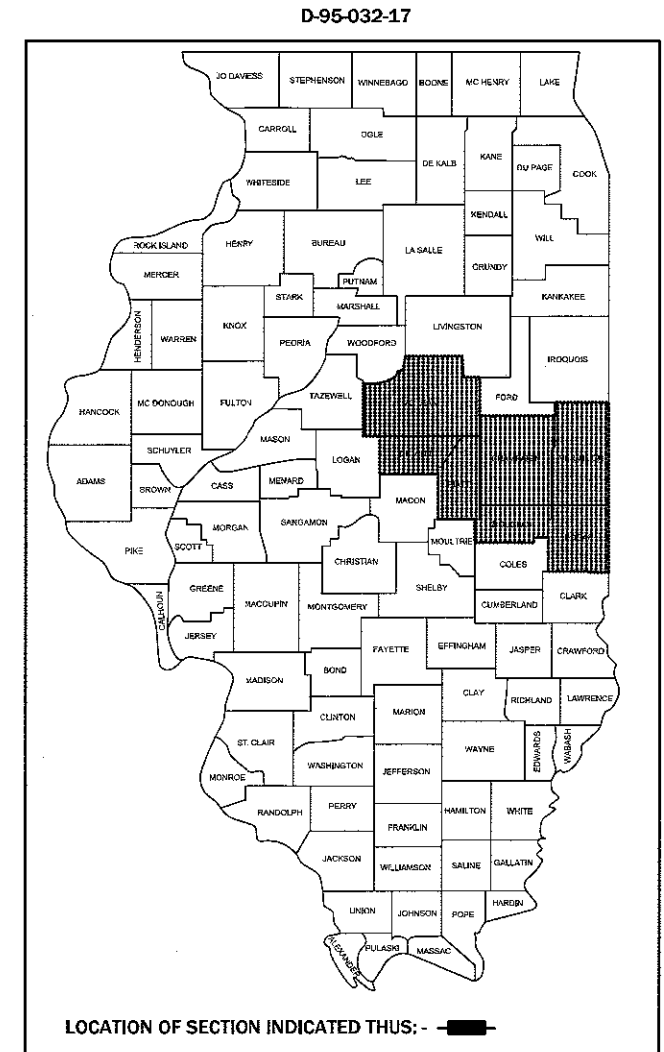 D-95-032-17
JO DAVIESS STEPHENSON WINNEBAGO BOONE MC HENRY LAKE
CARROLL OGLE DE KALB KANE DU PAGE COOK
WHITESIDE LEE
KENDALL WILL
ROCK ISLAND HENRY BUREAU LA SALLE GRUNDY
MERCER PUTNAM KANKAKEE
STARK MARSHALL
HENDERSON WARREN KNOX PEORIA WOODFORD LIVINGSTON IROQUOIS
HANCOCK MC DONOUGH FULTON TAZEWELL FORD
MASON
SCHUYLER LOGAN
ADAMS BROWN CASS MENARD MACON
PIKE SCOTT MORGAN SANGAMON CHRISTIAN MOULTRIE COLES
CALHOUN GREENE MACOUPIN MONTGOMERY SHELBY CUMBERLAND CLARK
JERSEY FAYETTE EFFINGHAM JASPER CRAWFORD
MADISON BOND
CLAY RICHLAND LAWRENCE
CLINTON MARION
ST. CLAIR WAYNE EDWARDS WABASH
MONROE WASHINGTON JEFFERSON
RANDOLPH PERRY HAMILTON WHITE
FRANKLIN
JACKSON WILLIAMSON SALINE GALLATIN
UNION JOHNSON POPE HARDIN
ALEXANDER PULASKI MASSAC
LOCATION OF SECTION INDICATED THUS: -